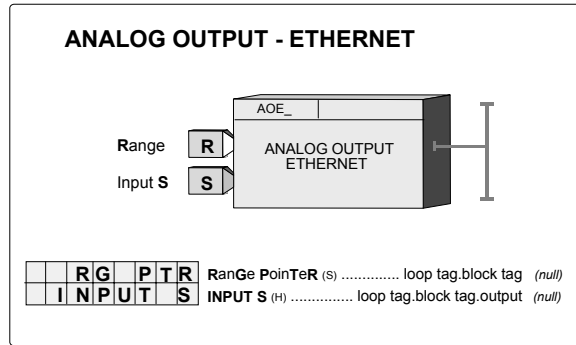 ANALOG OUTPUT - ETHERNET
AOE_
Range R
ANALOG OUTPUT
ETHERNET
Input S S
RG PTR RanGe PoinTeR (S) .............. loop tag.block tag (null)
INPUT S INPUT S (H) ............... loop tag.block tag.output (null)